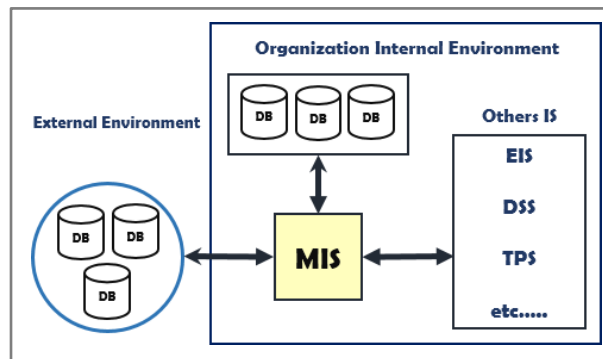 Organization Internal Environment
DB DB DB
External Environment
Others IS
EIS
DSS
TPS
etc.....
DB DB
DB
MIS